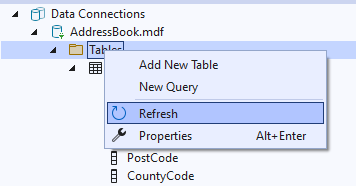 Data Connections
AddressBook.mdf
Tables
Add New Table
New Query
Refresh
Properties Alt+Enter
PostCode
CountyCode